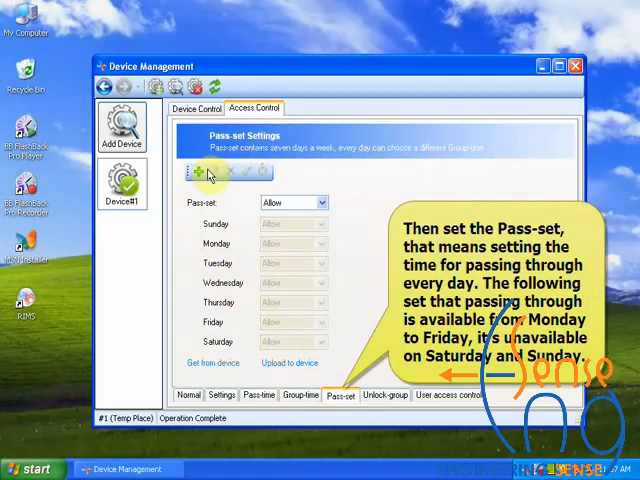 My Computer
Recycle Bin
BB FlashBack
Pro Player
BB FlashBack
Pro Recorder
MSN Installer
RIMS
Device Management
Add Device
Device#1
Device Control
Access Control
Pass-set Settings
Pass-set contains seven days a week, every day can choose a different Group-time
Pass-set:
Allow
Sunday
Allow
Monday
Allow
Tuesday
Allow
Wednesday
Allow
Thursday
Allow
Friday
Allow
Saturday
Allow
Get from device
Upload to device
Normal
Settings
Pass-time
Group-time
Pass-set
Unlock-group
User access control
#1 (Temp Place)
Operation Complete
Then set the Pass-set,
that means setting the
time for passing through
every day. The following
set that passing through
is available from Monday
to Friday, it's unavailable
on Saturday and Sunday.
Sense
ENGINEERING SENSE
start
Device Management